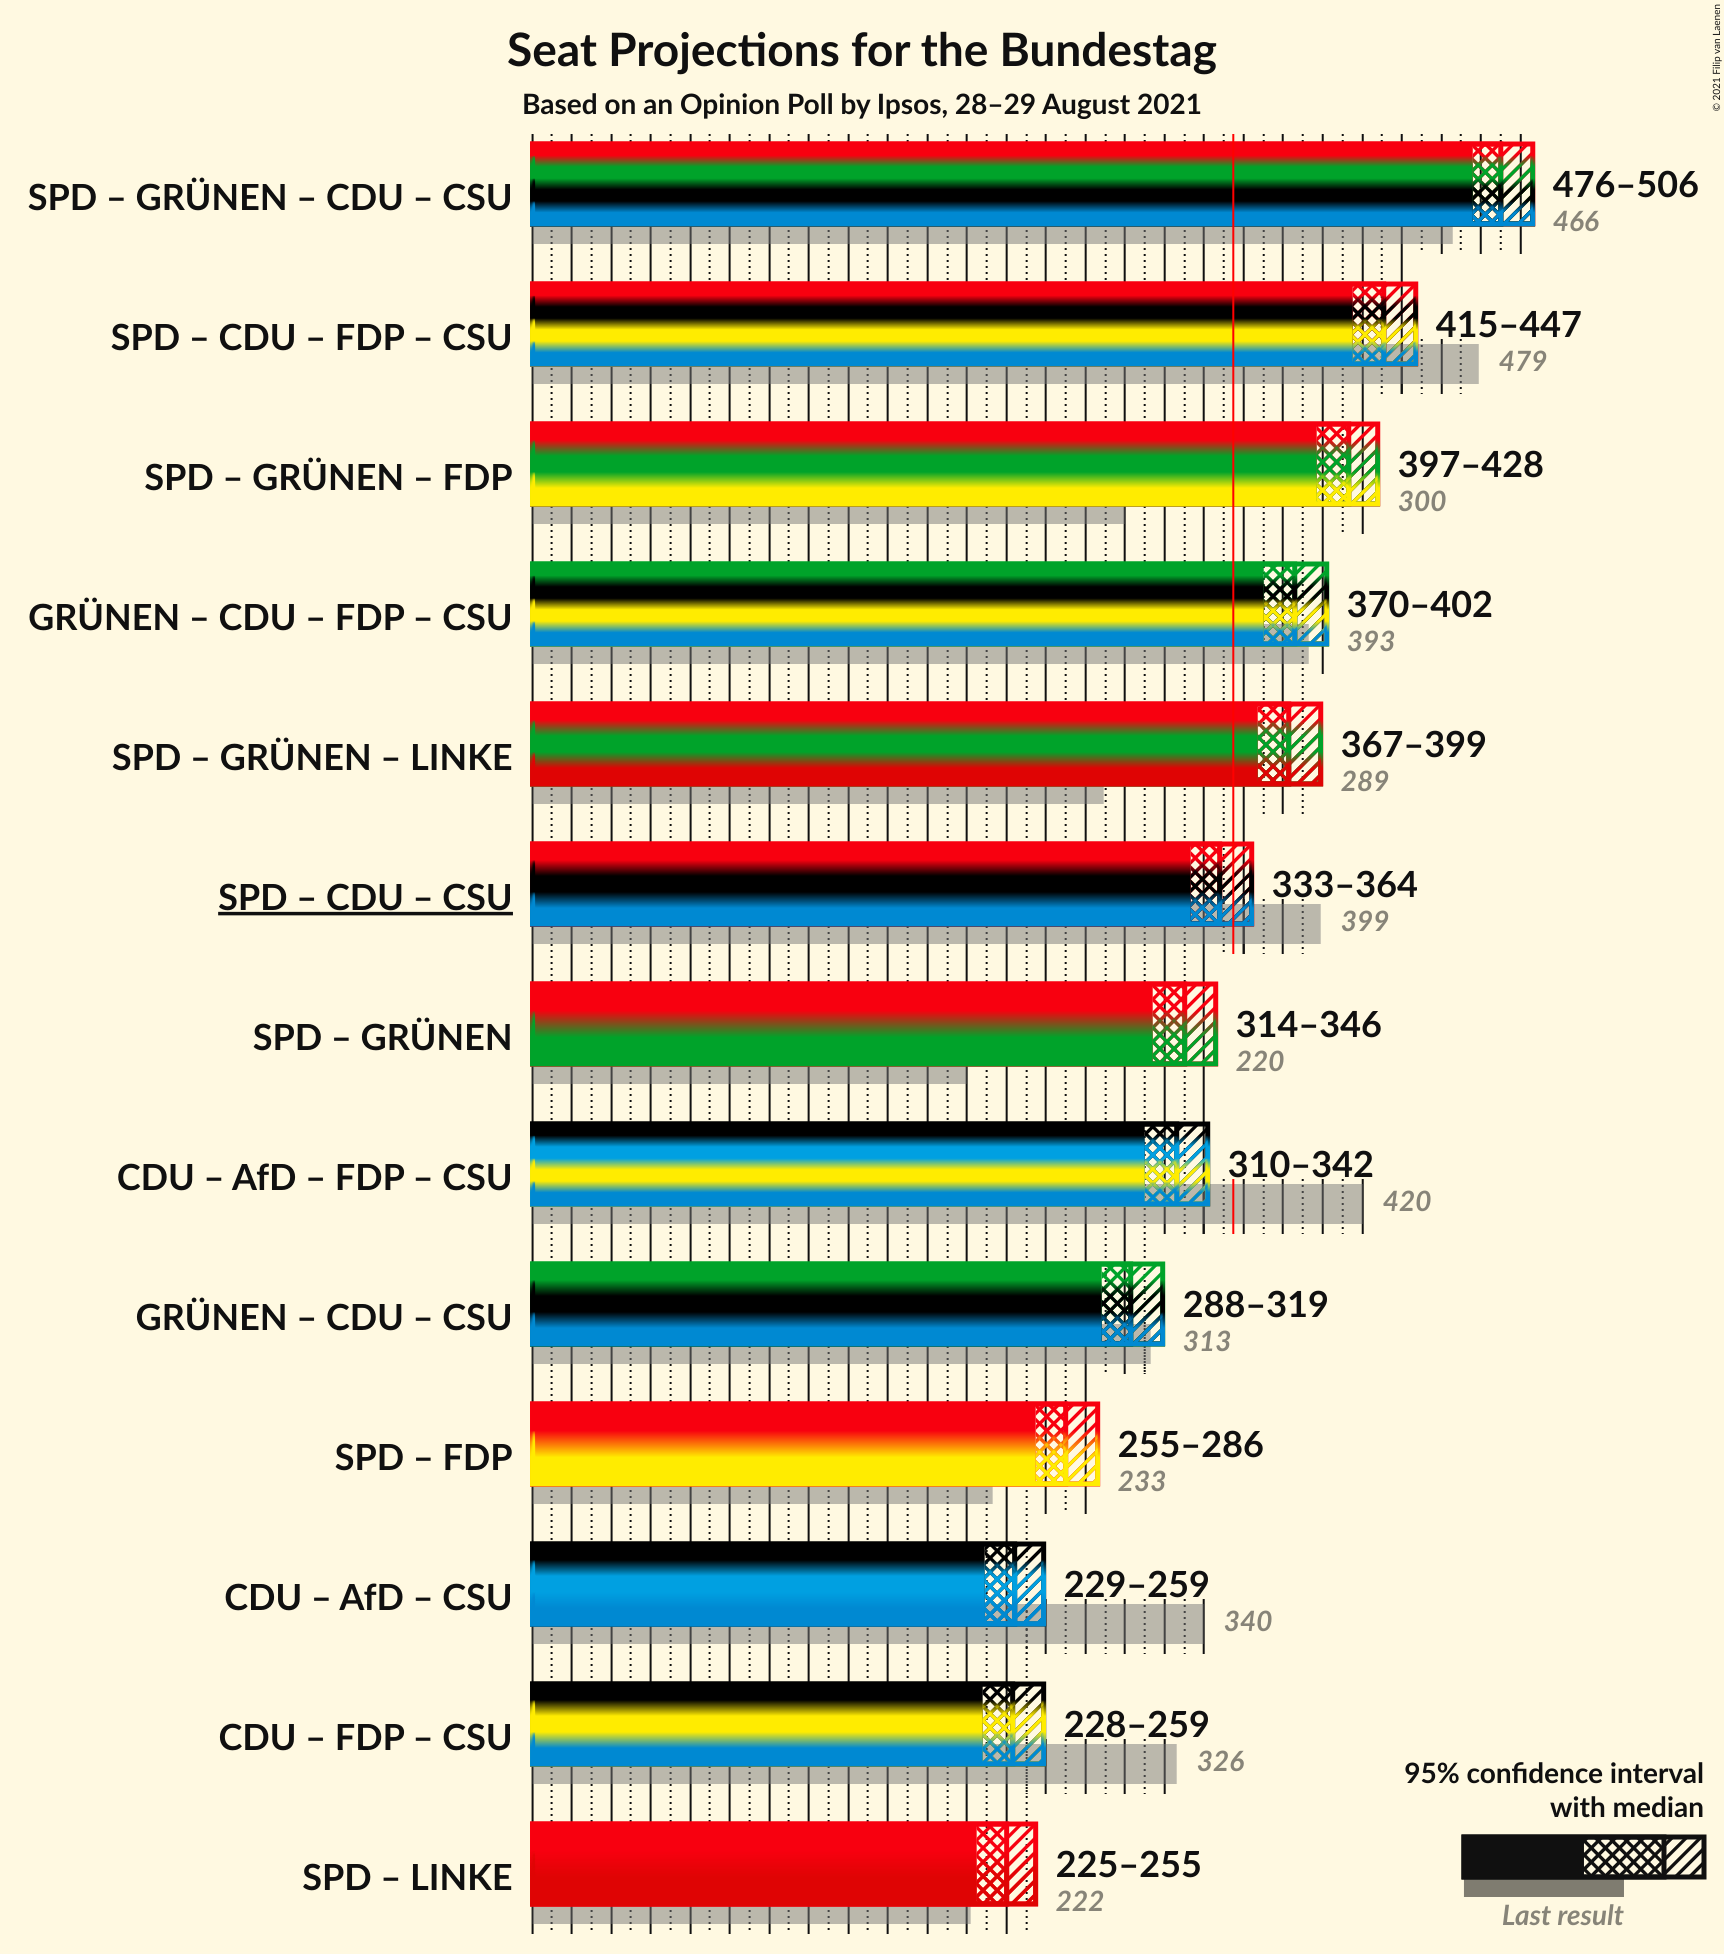 Seat Projections for the Bundestag
Based on an Opinion Poll by Ipsos, 28–29 August 2021
© 2021 Filip van Laenen
SPD – GRÜNEN – CDU – CSU
476–506
466
SPD – CDU – FDP – CSU
415–447
479
SPD – GRÜNEN – FDP
397–428
300
GRÜNEN – CDU – FDP – CSU
370–402
393
SPD – GRÜNEN – LINKE
367–399
289
SPD – CDU – CSU
333–364
399
SPD – GRÜNEN
314–346
220
CDU – AfD – FDP – CSU
310–342
420
GRÜNEN – CDU – CSU
288–319
313
SPD – FDP
255–286
233
CDU – AfD – CSU
229–259
340
CDU – FDP – CSU
228–259
326
SPD – LINKE
225–255
222
95% confidence interval
with median
Last result